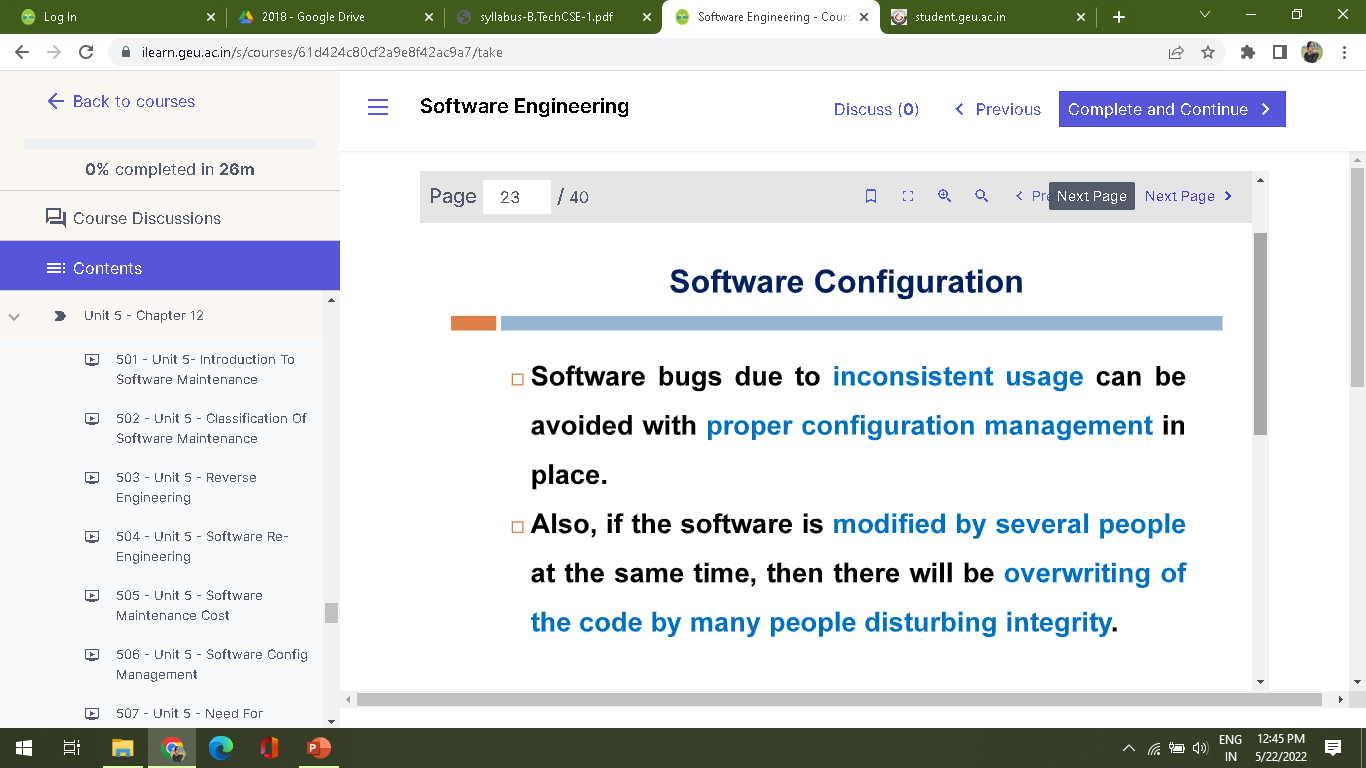 Log In
2018 - Google Drive
syllabus-B.TechCSE-1.pdf
Software Engineering - Cours
student.geu.ac.in
ilearn.geu.ac.in/s/courses/61d424c80cf2a9e8f42ac9a7/take
Back to courses
0% completed in 26m
Course Discussions
Contents
Unit 5 - Chapter 12
501 - Unit 5- Introduction To
Software Maintenance
502 - Unit 5 - Classification Of
Software Maintenance
503 - Unit 5 - Reverse
Engineering
504 - Unit 5 - Software Re-
Engineering
505 - Unit 5 - Software
Maintenance Cost
506 - Unit 5 - Software Config
Management
507 - Unit 5 - Need For
Software Engineering
Discuss (0)
Previous
Complete and Continue
Page 23 / 40
Pre
Next Page
Next Page
Software Configuration
Software bugs due to inconsistent usage can be
avoided with proper configuration management in
place.
Also, if the software is modified by several people
at the same time, then there will be overwriting of
the code by many people disturbing integrity.
ENG
IN
12:45 PM
5/22/2022